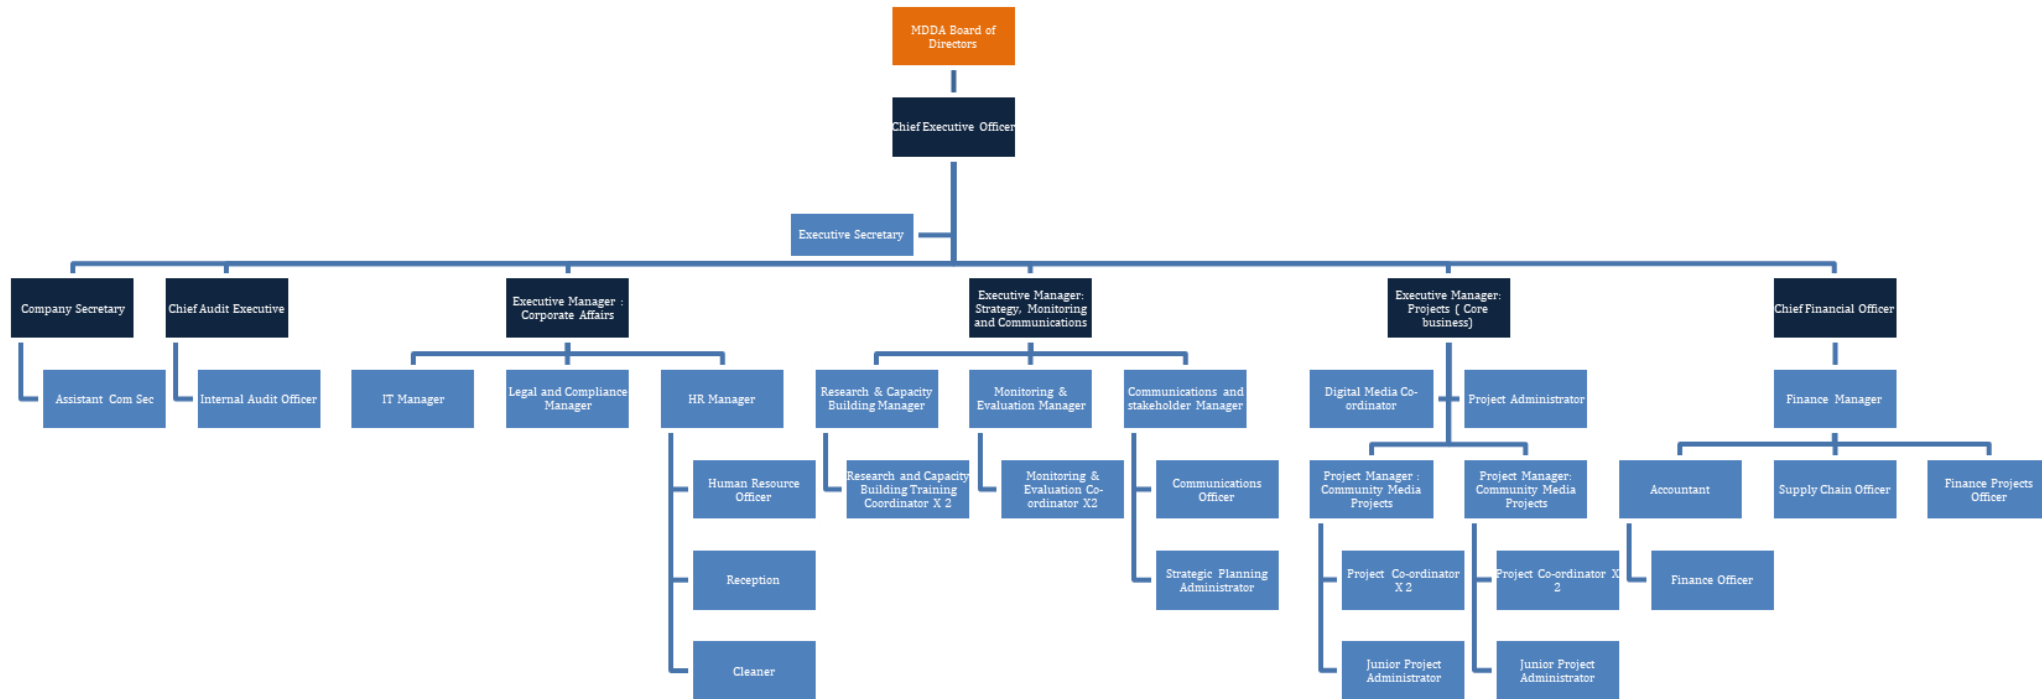 MDDA Board of
Directors
Chief Executive Officer
Executive Secretary
Company Secretary
Chief Audit Executive
Executive Manager :
Corporate Affairs
Executive Manager:
Strategy, Monitoring
and Communications
Executive Manager:
Projects ( Core
business)
Chief Financial Officer
Assistant Com Sec
Internal Audit Officer
IT Manager
Legal and Compliance
Manager
HR Manager
Research & Capacity
Building Manager
Monitoring &
Evaluation Manager
Communications and
stakeholder Manager
Digital Media Co-
ordinator
Project Administrator
Finance Manager
Human Resource
Officer
Research and Capacity
Building Training
Coordinator X 2
Monitoring &
Evaluation Co-
ordinator X2
Communications
Officer
Project Manager :
Community Media
Projects
Project Manager:
Community Media
Projects
Accountant
Supply Chain Officer
Finance Projects
Officer
Reception
Strategic Planning
Administrator
Project Co-ordinator
X 2
Project Co-ordinator X
2
Finance Officer
Cleaner
Junior Project
Administrator
Junior Project
Administrator